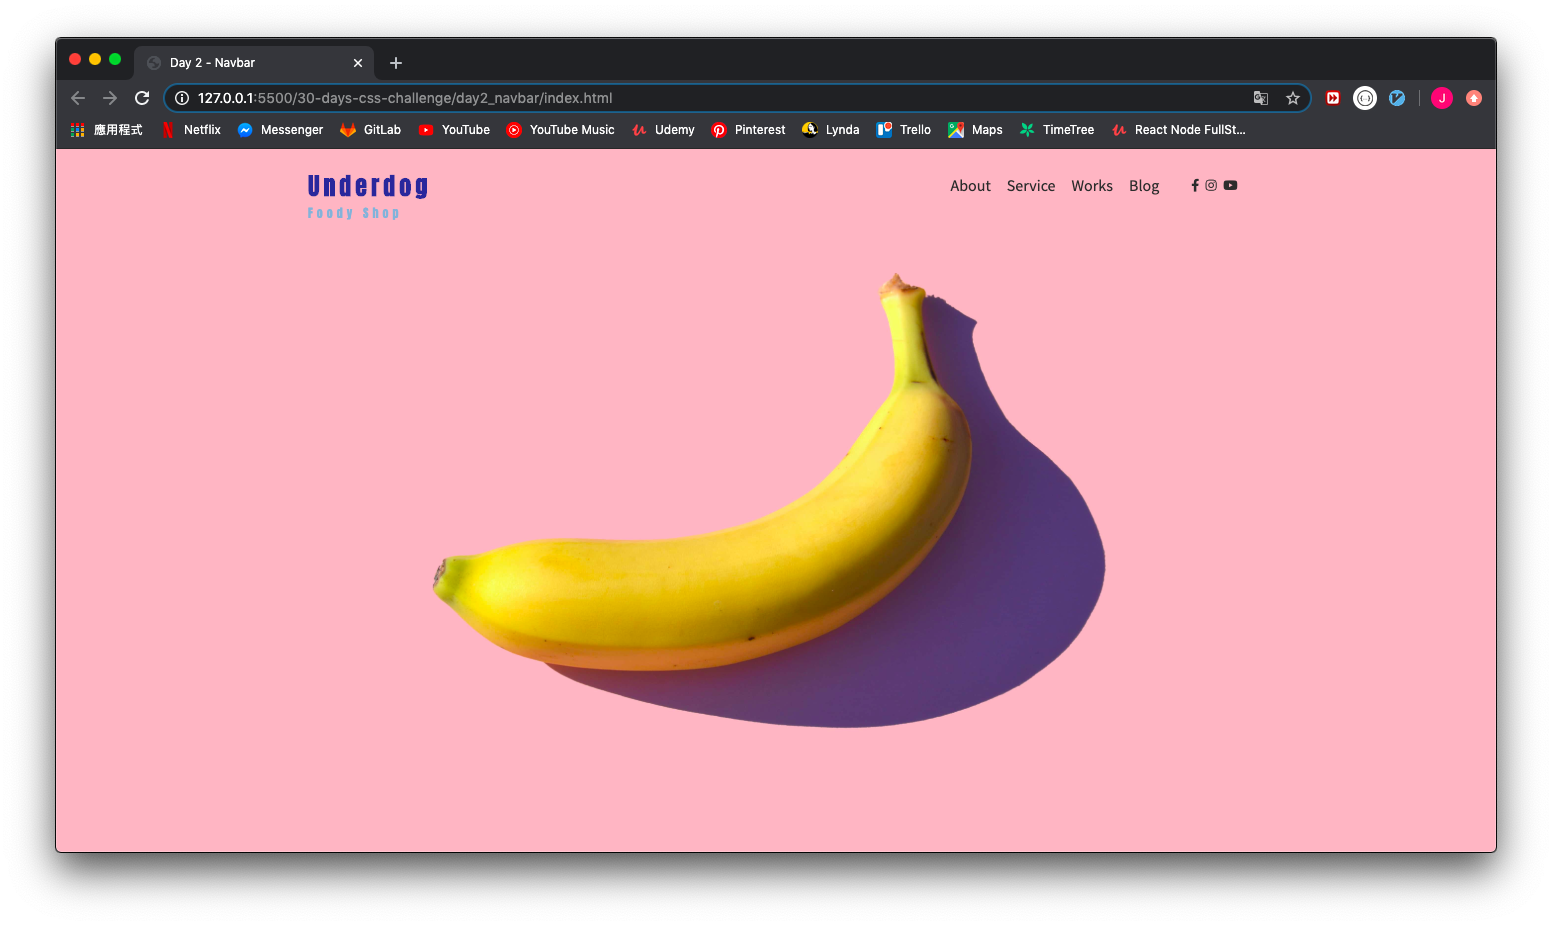 Day 2 - Navbar
127.0.0.1:5500/30-days-css-challenge/day2_navbar/index.html
J
應用程式 Netflix Messenger GitLab YouTube YouTube Music Udemy Pinterest Lynda Trello Maps TimeTree React Node FullSt...
Underdog
Foody Shop
About Service Works Blog